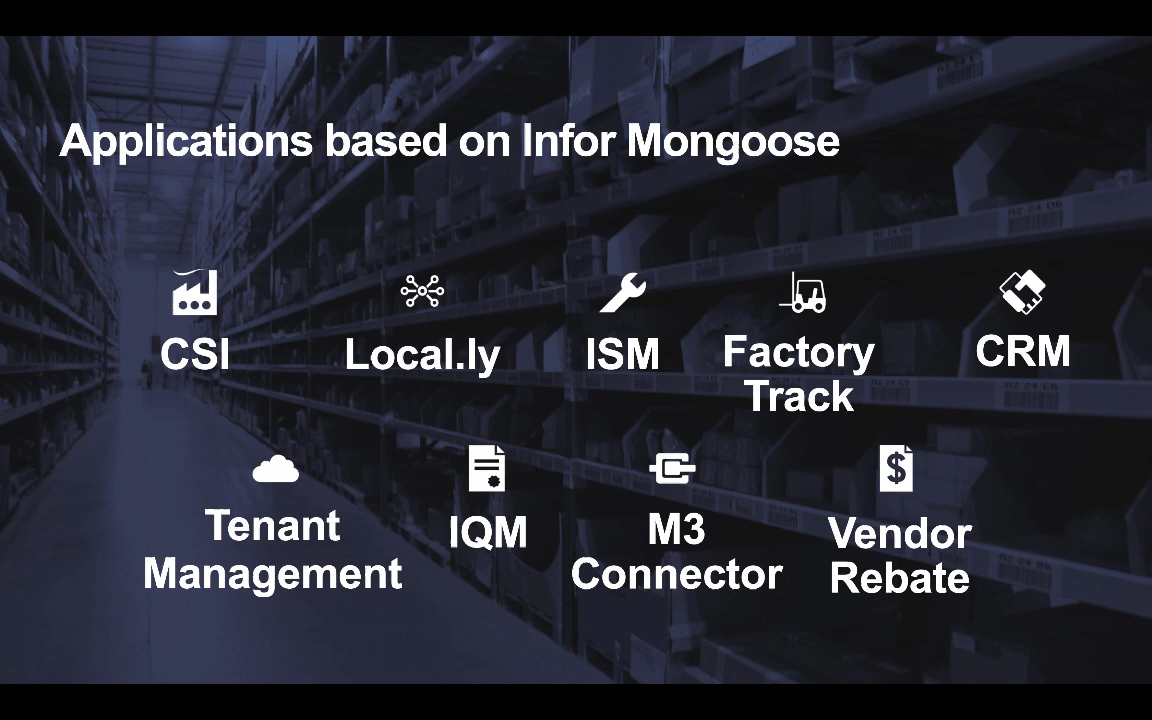 Applications based on Infor Mongoose
CSI
Local.ly
ISM
Factory
Track
CRM
Tenant
Management
IQM
M3
Connector
Vendor
Rebate